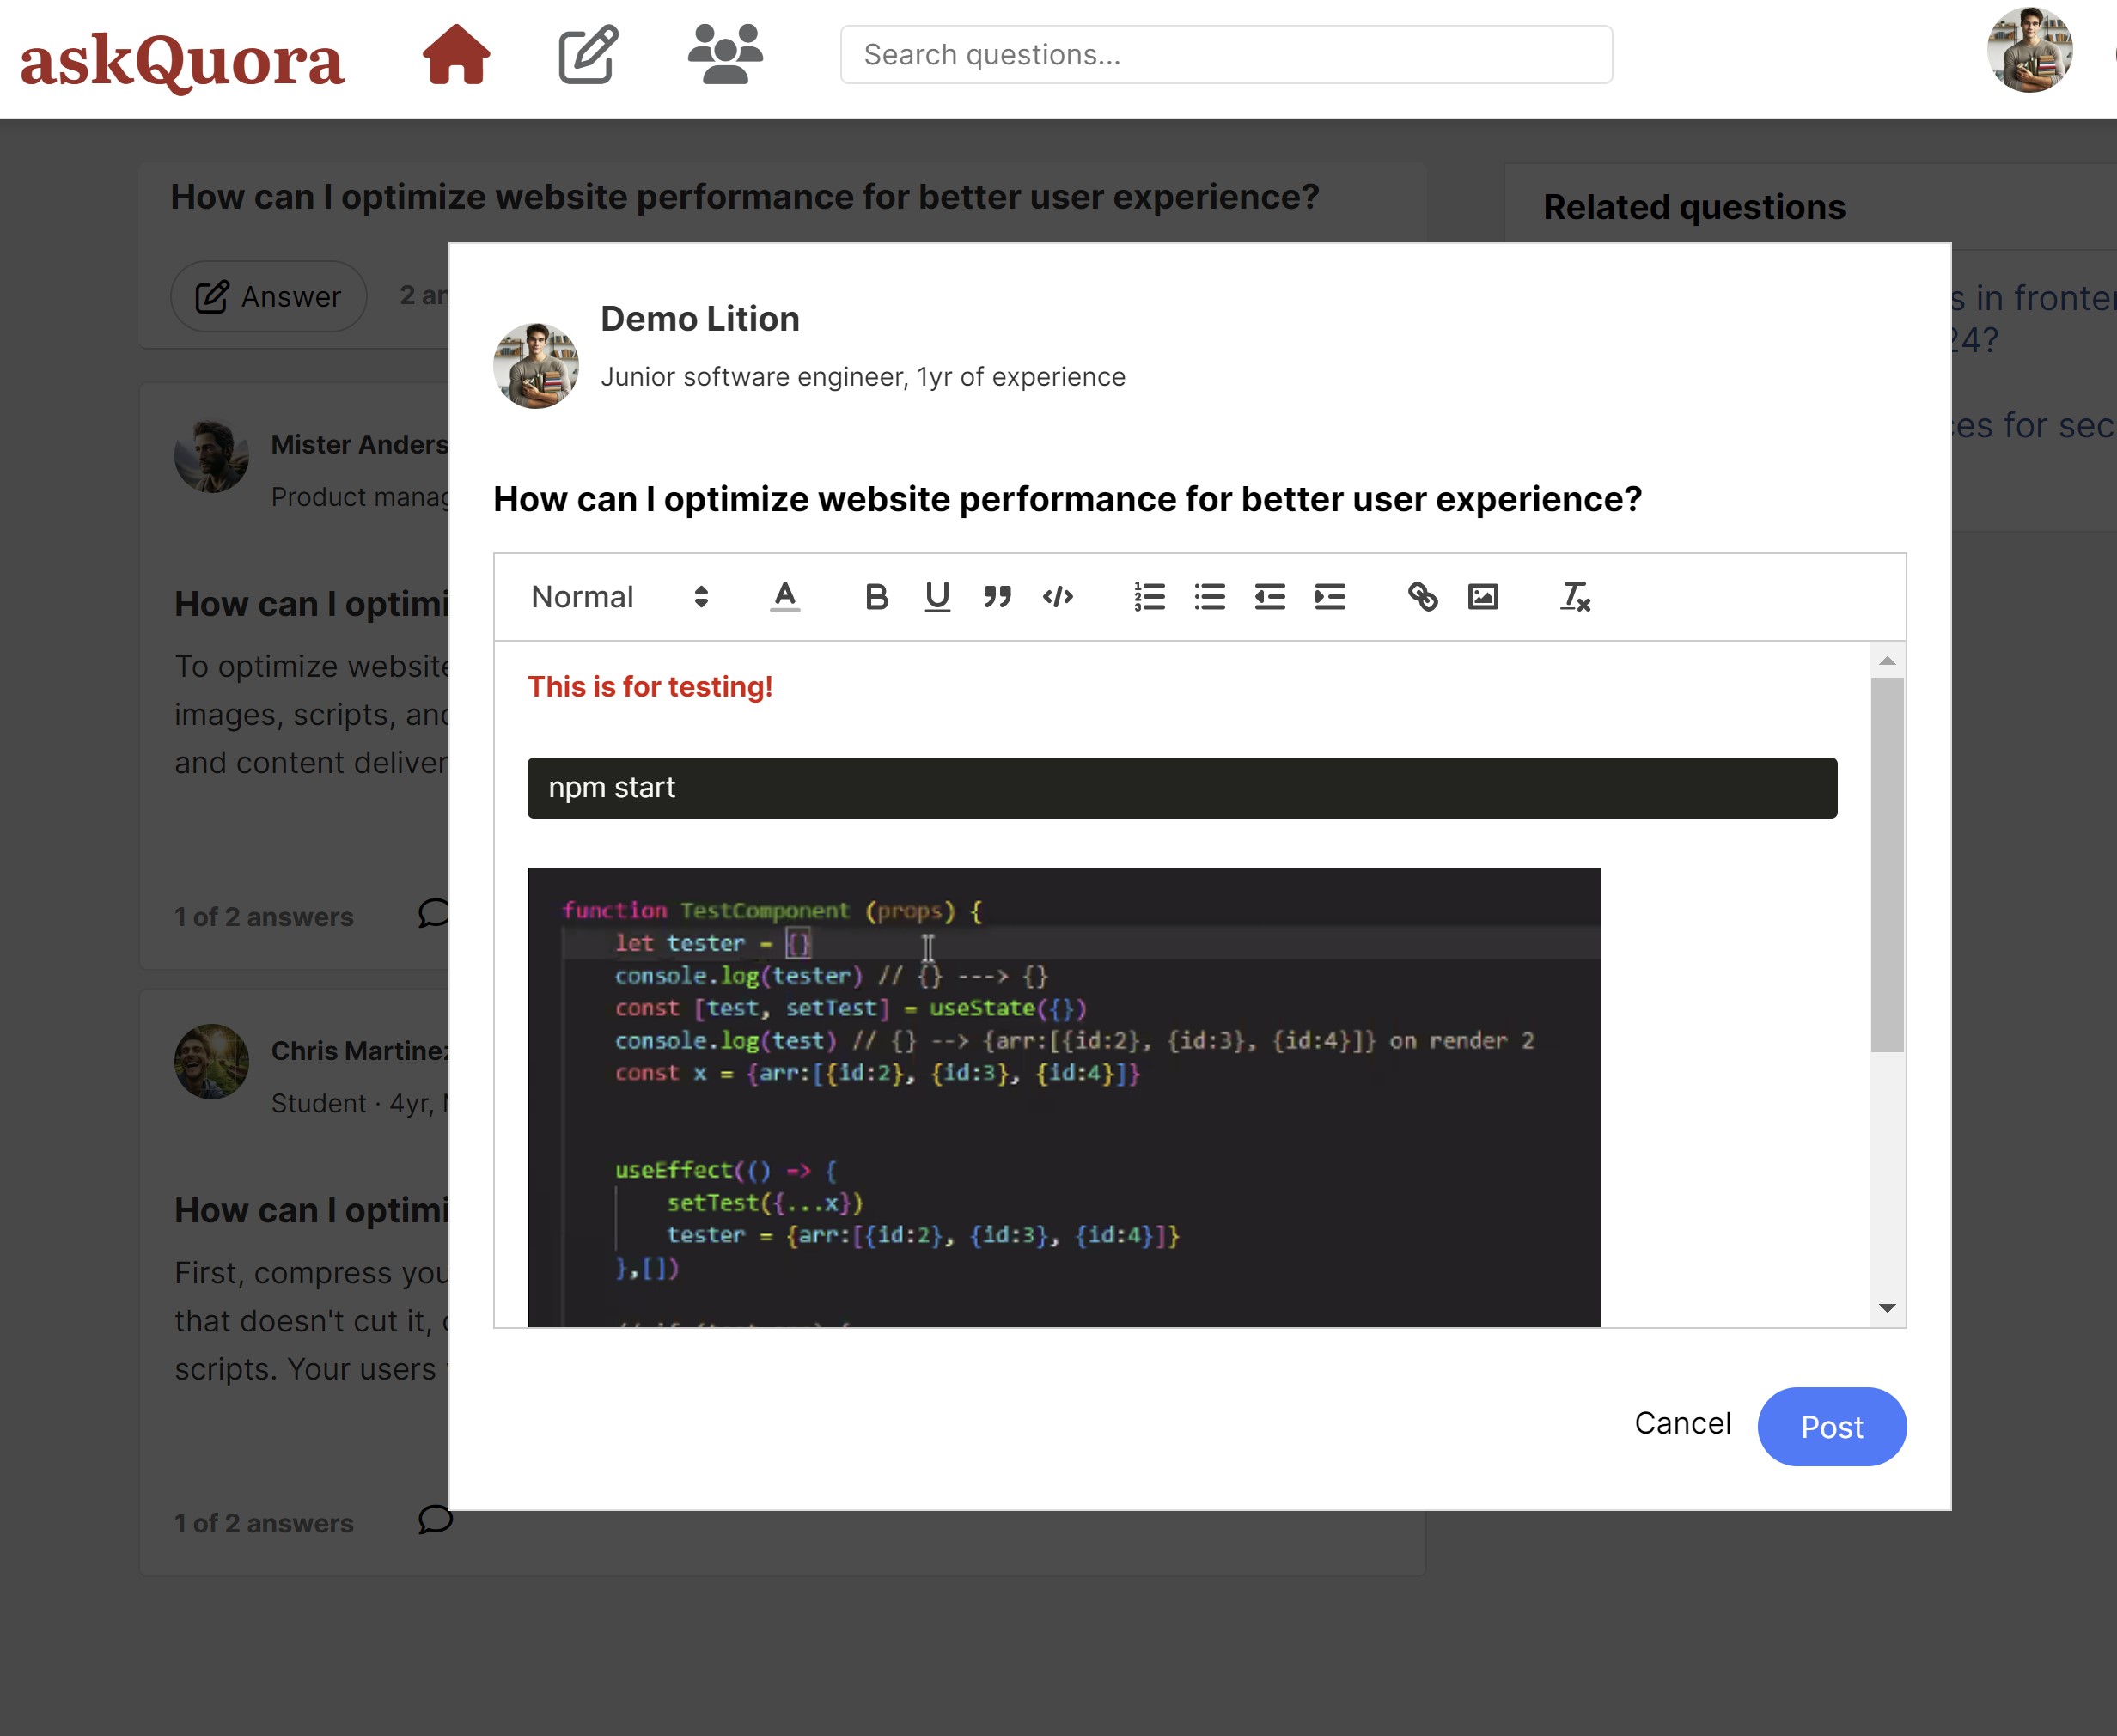 askQuora
Search questions...
How can I optimize website performance for better user experience?
Answer
2 an
Related questions
s in fronte
24?
ces for sec
Mister Anders
Product manag
How can I optimi
To optimize website
images, scripts, and
and content deliver
1 of 2 answers
Chris Martinez
Student · 4yr,
How can I optimi
First, compress you
that doesn't cut it,
scripts. Your users
1 of 2 answers
Demo Lition
Junior software engineer, 1yr of experience
How can I optimize website performance for better user experience?
Normal
This is for testing!
npm start
function TestComponent (props) {
let tester = {}
console.log(tester) // {} ---> {}
const [test, setTest] = useState({})
console.log(test) // {} --> {arr:[{id:2}, {id:3}, {id:4}]} on render 2
const x = {arr:[{id:2}, {id:3}, {id:4}]}
useEffect(() => {
setTest({...x})
tester = {arr:[{id:2}, {id:3}, {id:4}]}
},[])
Cancel
Post